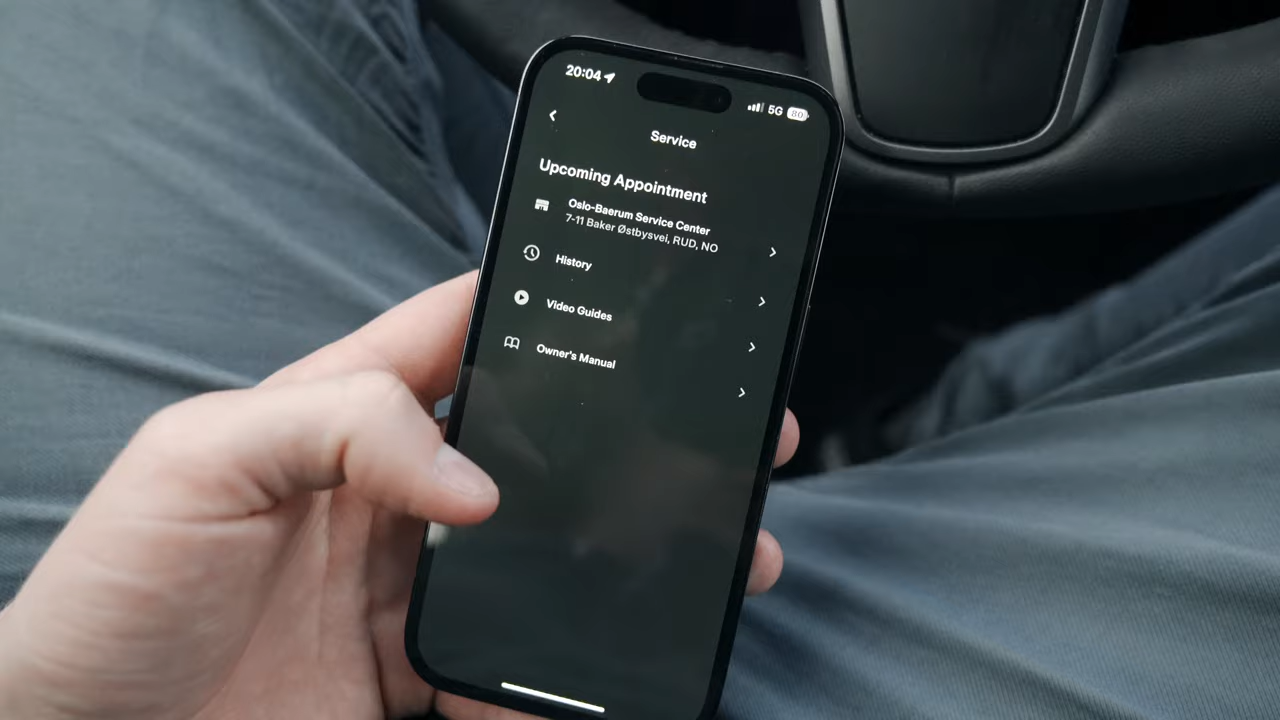 20:04
5G 80
Service
Upcoming Appointment
Oslo-Baerum Service Center
7-11 Baker Østbysvei, RUD, NO
History
Video Guides
Owner's Manual